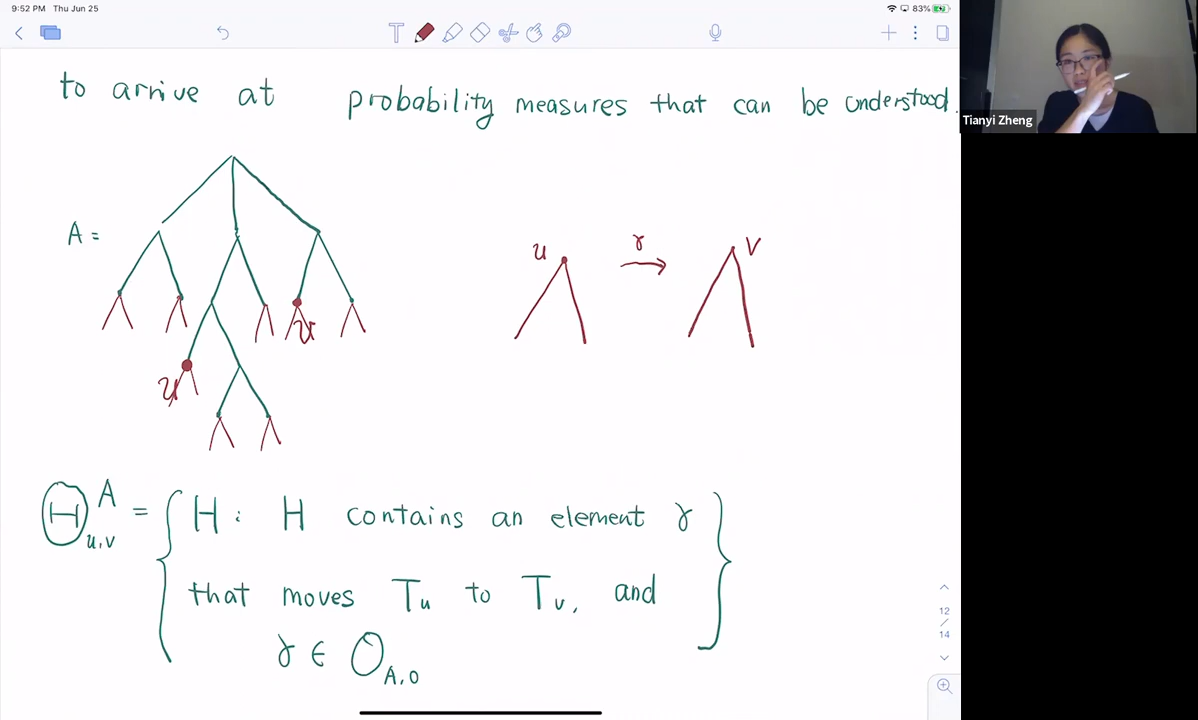 9:52 PM Thu Jun 25
83%
to arrive at probability measures that can be understood.
Tianyi Zheng
A =
u γ v
v
u
Θ^A_{u,v} = { H : H contains an element γ
that moves T_u to T_v, and
γ ∈ O_{A,0} }
12
/
14